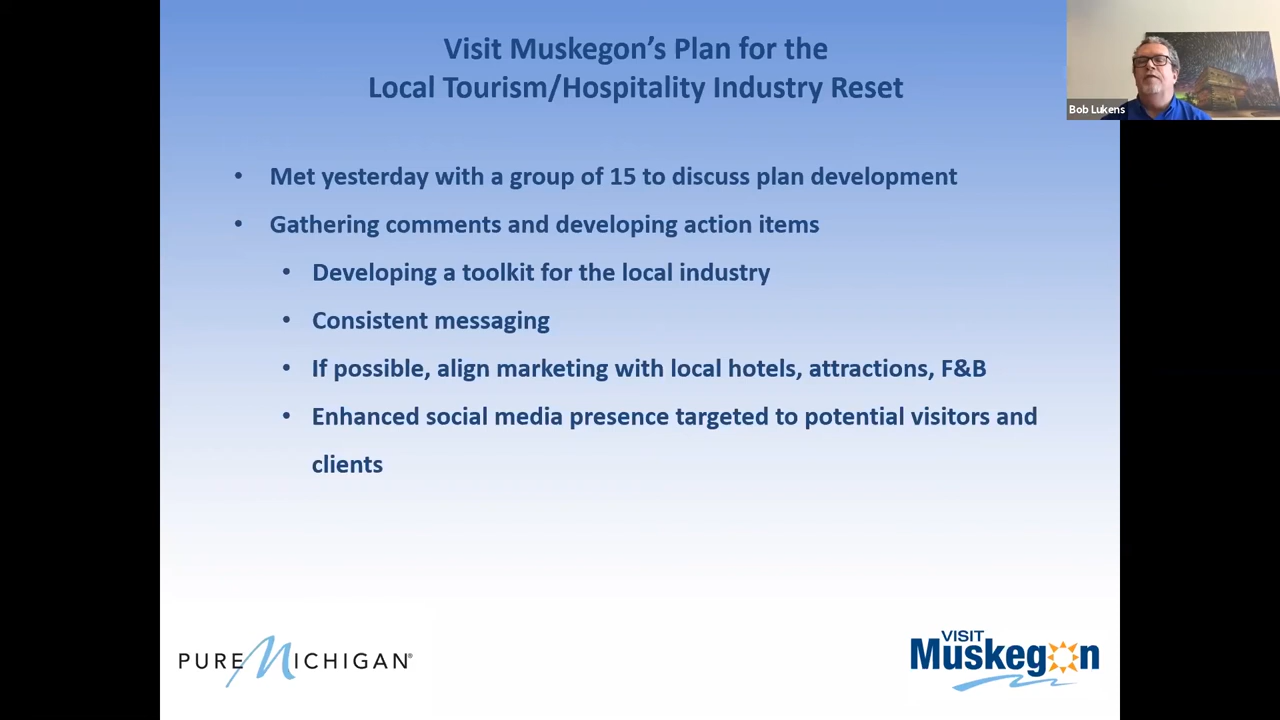 Visit Muskegon’s Plan for the
Local Tourism/Hospitality Industry Reset
Bob Lukens
• Met yesterday with a group of 15 to discuss plan development
• Gathering comments and developing action items
• Developing a toolkit for the local industry
• Consistent messaging
• If possible, align marketing with local hotels, attractions, F&B
• Enhanced social media presence targeted to potential visitors and
clients
PURE MICHIGAN®
VISIT
Muskegon